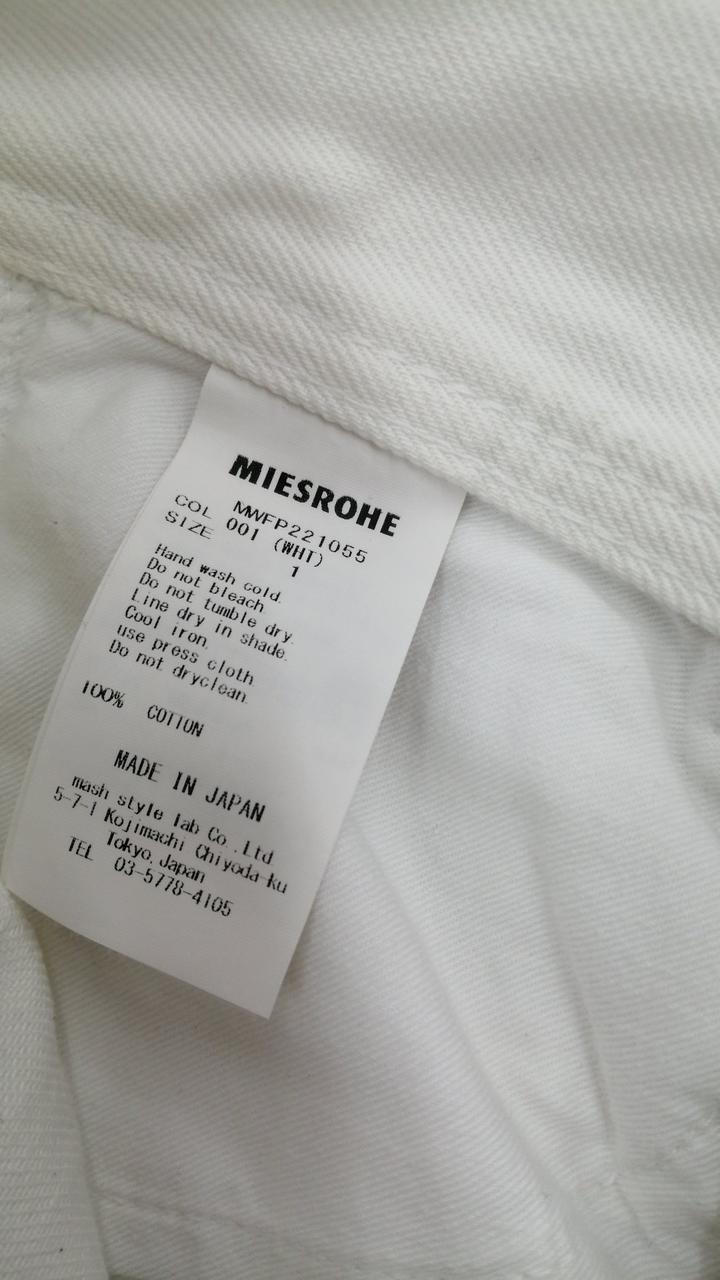 MIESROHE
MWFP221055
COL 001 (WHT)
SIZE 1
Hand wash cold.
Do not bleach
Do not tumble dry.
Line dry in shade.
Cool iron,
use press cloth.
Do not dryclean.
100% COTTON
MADE IN JAPAN
mash style lab Co.,Ltd
5-7-1 Kojimachi Chiyoda-ku
Tokyo,Japan
TEL 03-5778-4105